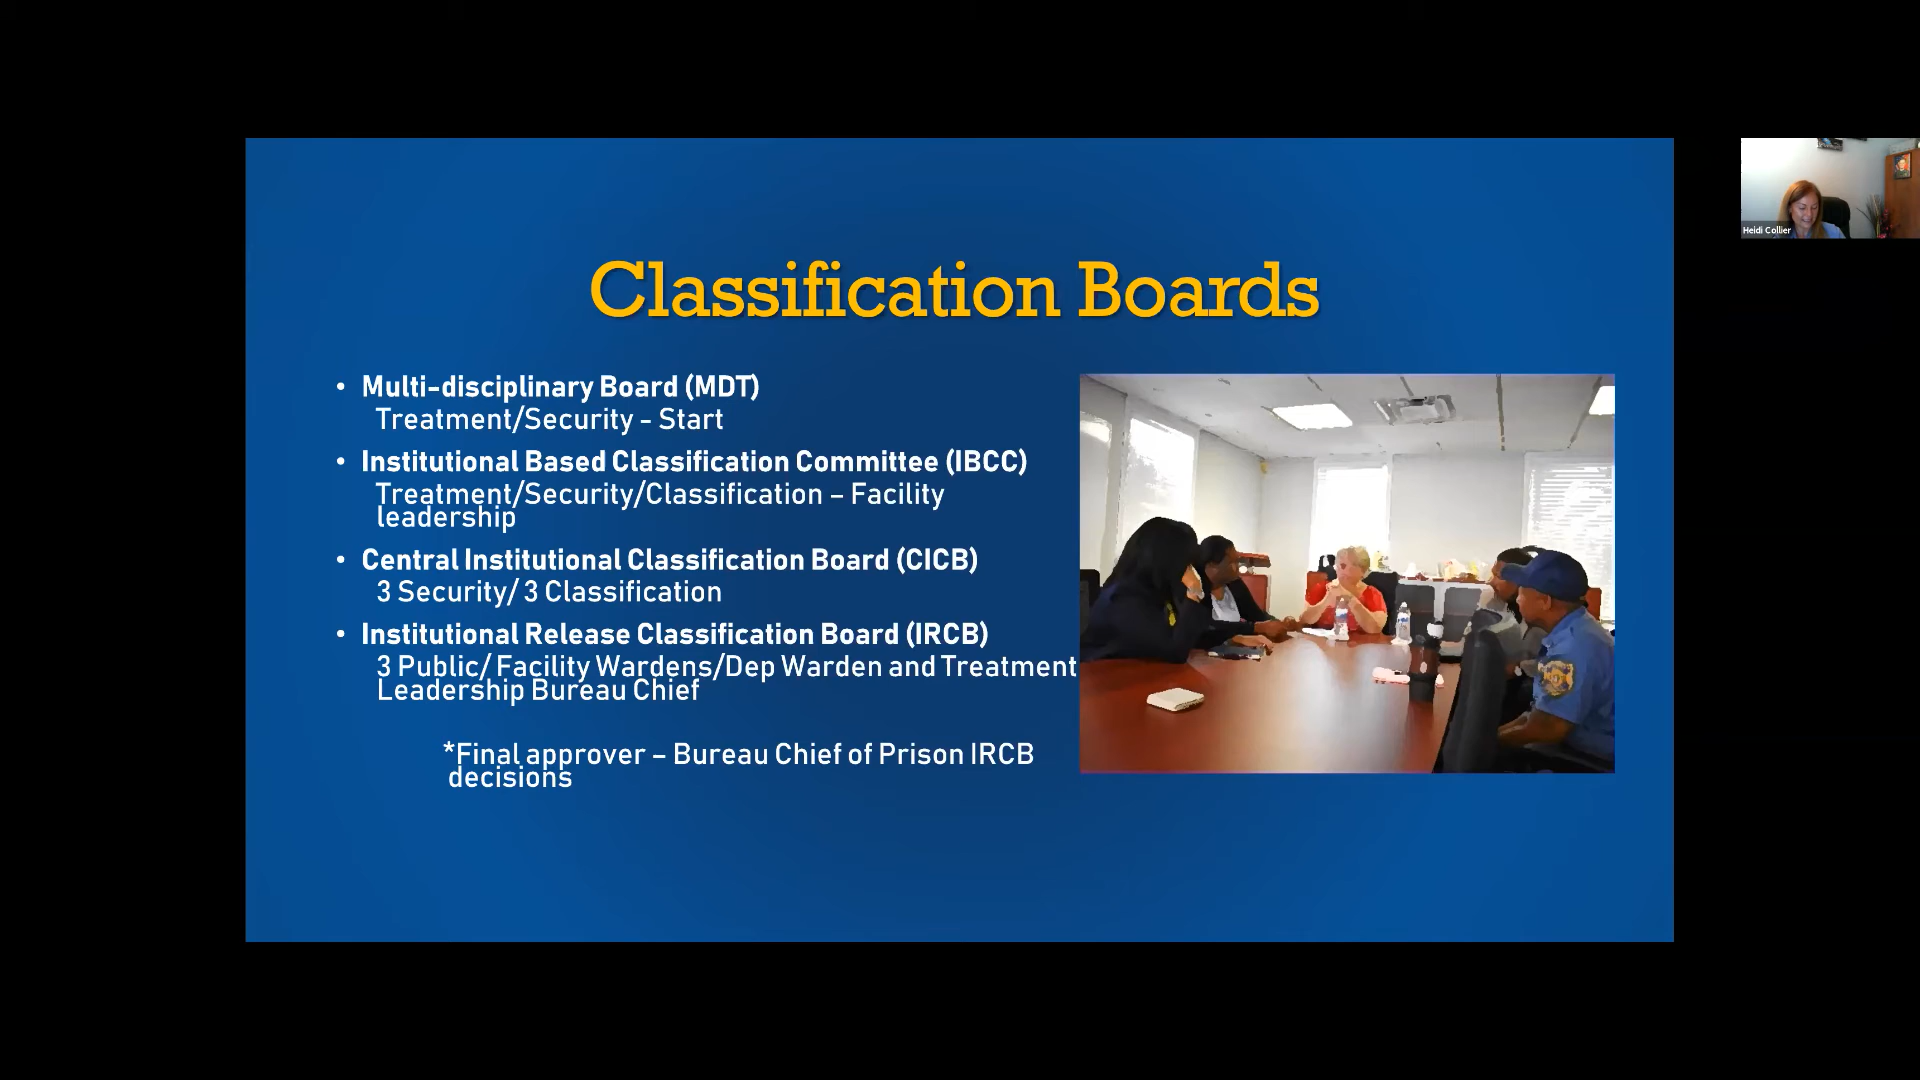 Classification Boards
• Multi-disciplinary Board (MDT)
Treatment/Security - Start
• Institutional Based Classification Committee (IBCC)
Treatment/Security/Classification – Facility
leadership
• Central Institutional Classification Board (CICB)
3 Security/ 3 Classification
• Institutional Release Classification Board (IRCB)
3 Public/ Facility Wardens/Dep Warden and Treatment
Leadership Bureau Chief
*Final approver – Bureau Chief of Prison IRCB
decisions
Heidi Collier